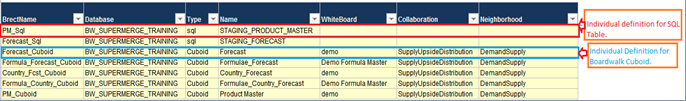 BrectName Database Type Name WhiteBoard Collaboration Neighborhood
PM_Sql BW_SUPERMERGE_TRAINING sql STAGING_PRODUCT_MASTER
Forecast_Sql BW_SUPERMERGE_TRAINING sql STAGING_FORECAST
Forecast_Cuboid BW_SUPERMERGE_TRAINING Cuboid Forecast demo SupplyUpsideDistribution DemandSupply
Formula_Forecast_Cuboid BW_SUPERMERGE_TRAINING Cuboid Formulae_Forecast Demo Formula Master SupplyUpsideDistribution DemandSupply
Country_Fcst_Cuboid BW_SUPERMERGE_TRAINING Cuboid Country_Forecast demo SupplyUpsideDistribution DemandSupply
Formula_Country_Cuboid BW_SUPERMERGE_TRAINING Cuboid Formulae_Country_Forecast Demo Formula Master SupplyUpsideDistribution DemandSupply
PM_Cuboid BW_SUPERMERGE_TRAINING Cuboid Product Master demo SupplyUpsideDistribution DemandSupply
Individual definition for SQL
Table.
Individual Definition for
Boardwalk Cuboid.